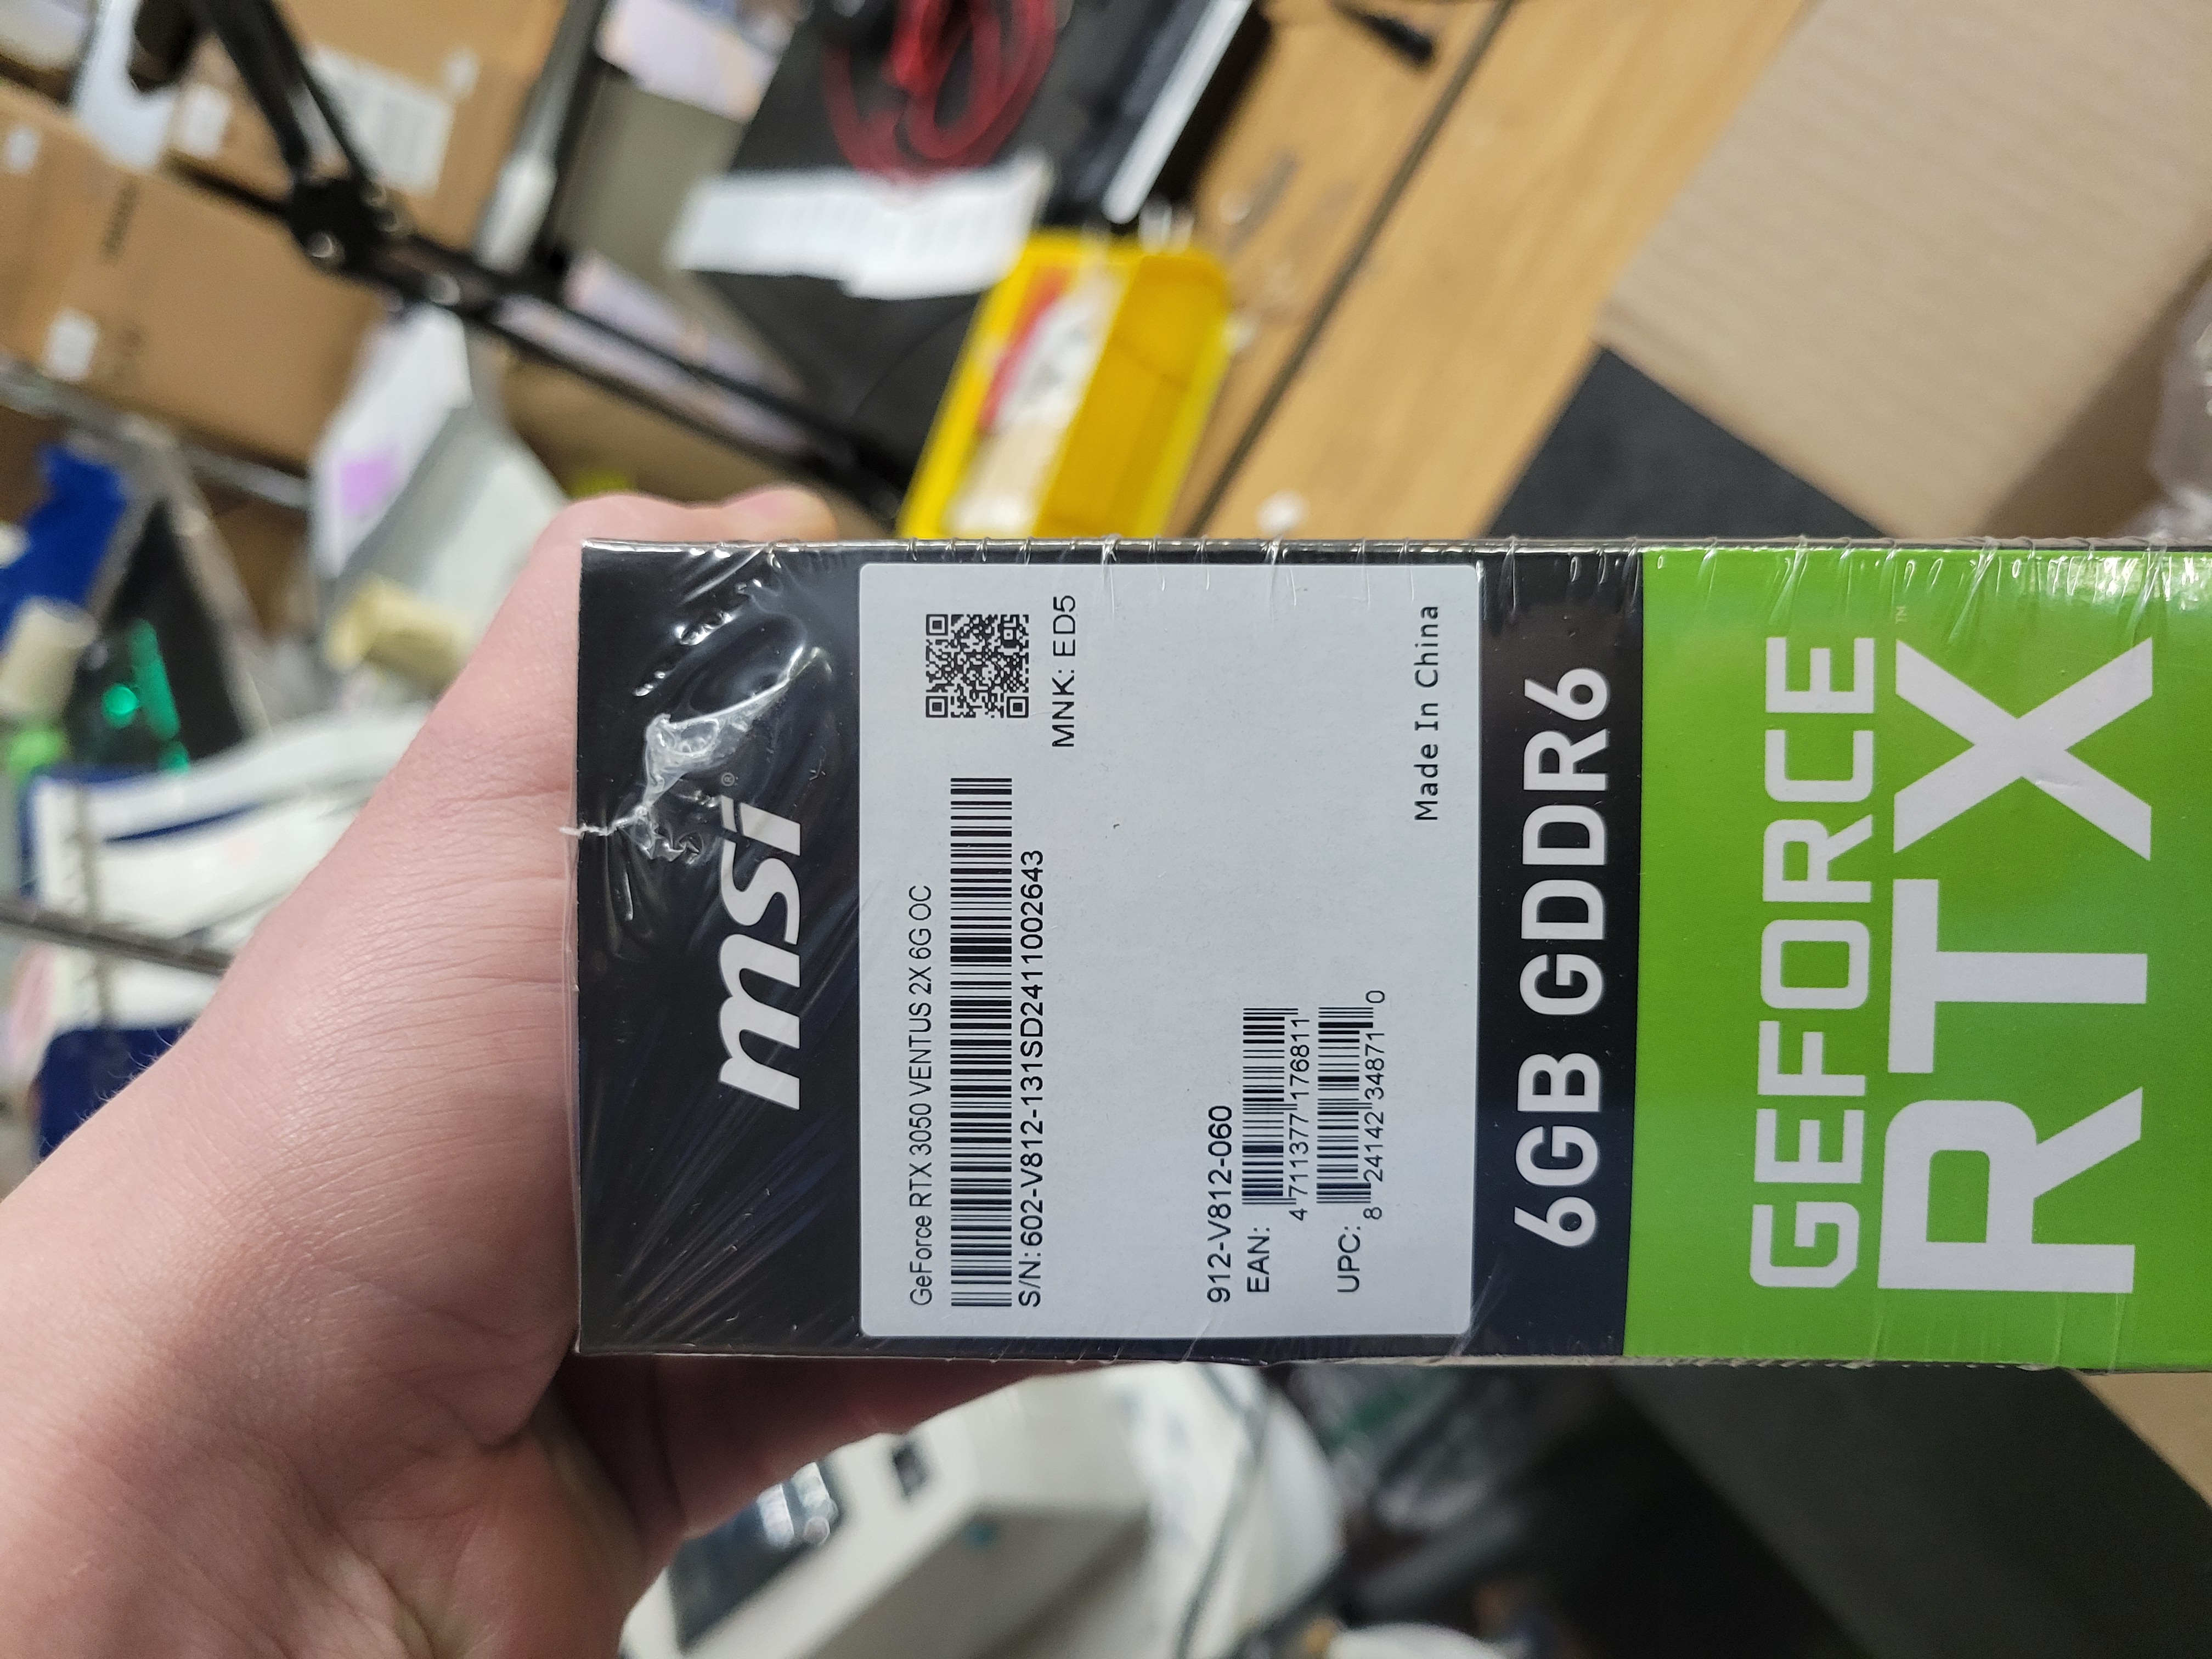 msi®
GeForce RTX 3050 VENTUS 2X 6G OC
S/N:602-V812-131SD2411002643
MNK: ED5
912-V812-060
EAN:
4 711377 176811
UPC:
8 24142 34871 0
Made In China
6GB GDDR6
GEFORCE
RTX™